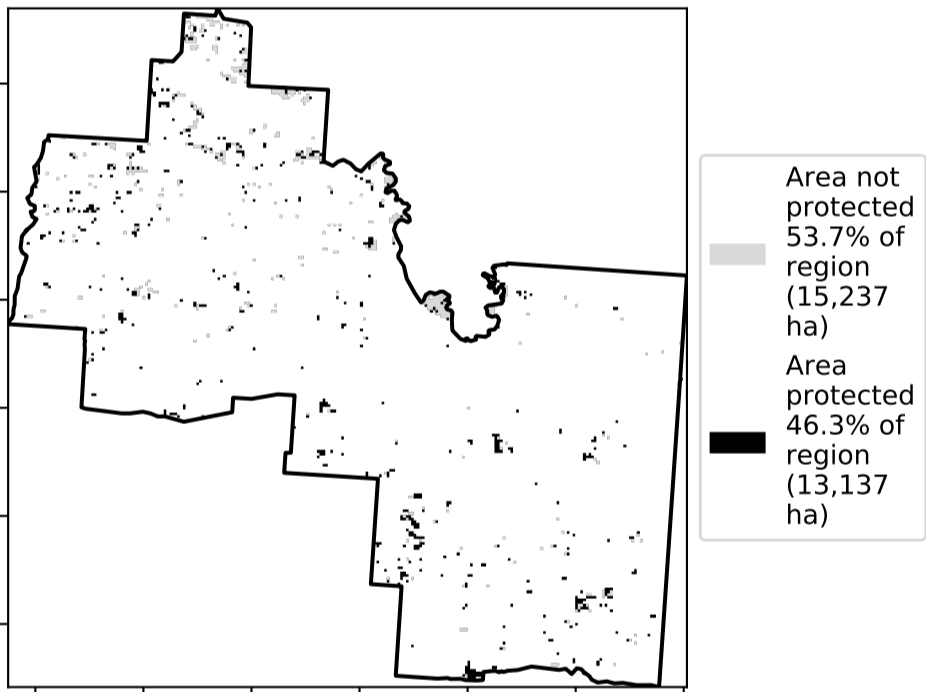 Area not
protected
53.7% of
region
(15,237
ha)
Area
protected
46.3% of
region
(13,137
ha)